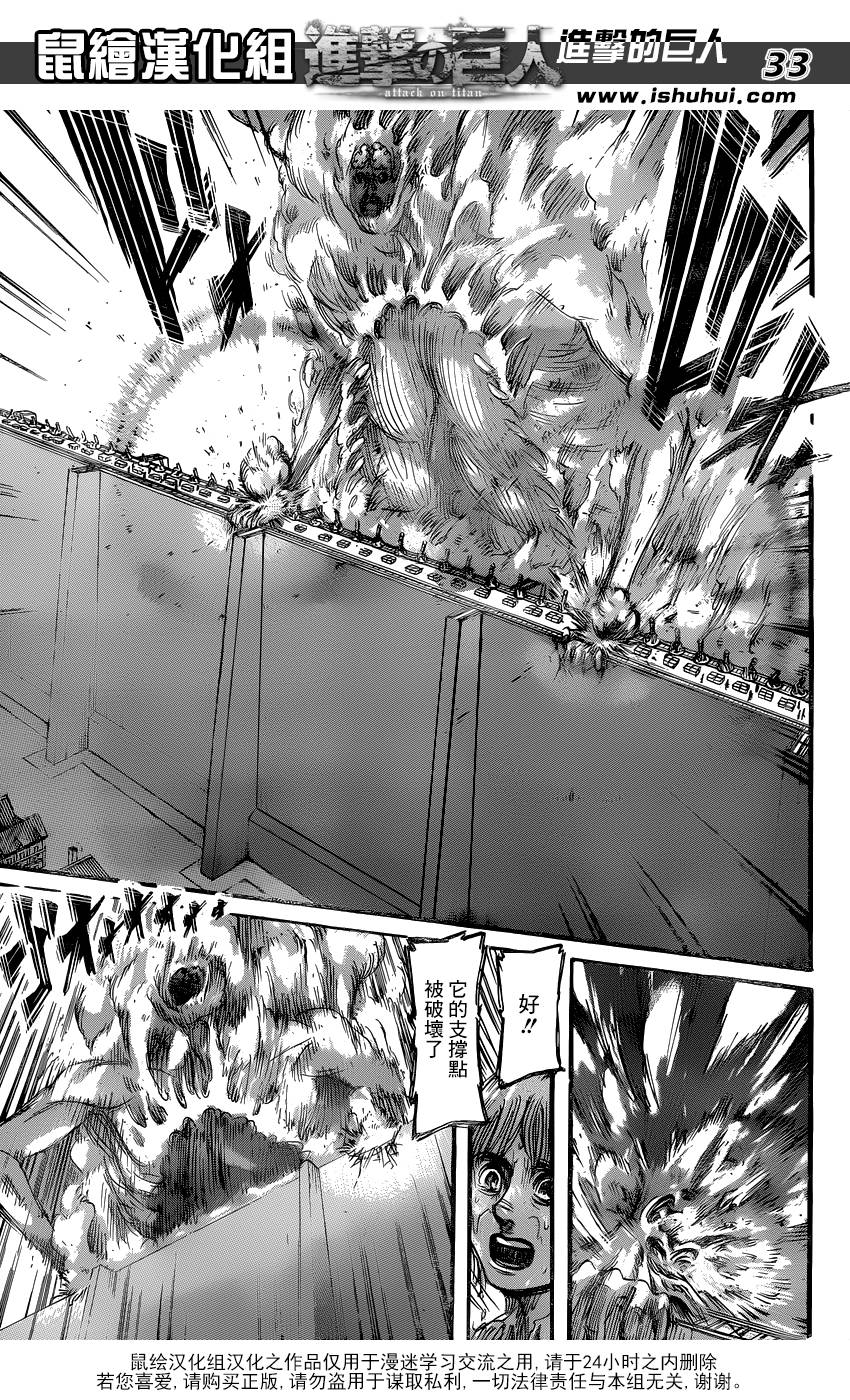 鼠繪漢化組
進撃の巨人
attack on titan
進擊的巨人
33
www.ishuhui.com
好!!
它的支撐點
被破壞了
鼠绘汉化组汉化之作品仅用于漫迷学习交流之用, 请于24小时之内删除
若您喜爱, 请购买正版, 请勿盗用于谋取私利, 一切法律责任与本组无关, 谢谢。